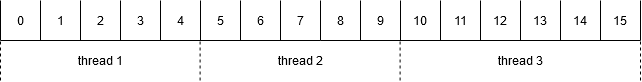 0 1 2 3 4 5 6 7 8 9 10 11 12 13 14 15
thread 1 thread 2 thread 3